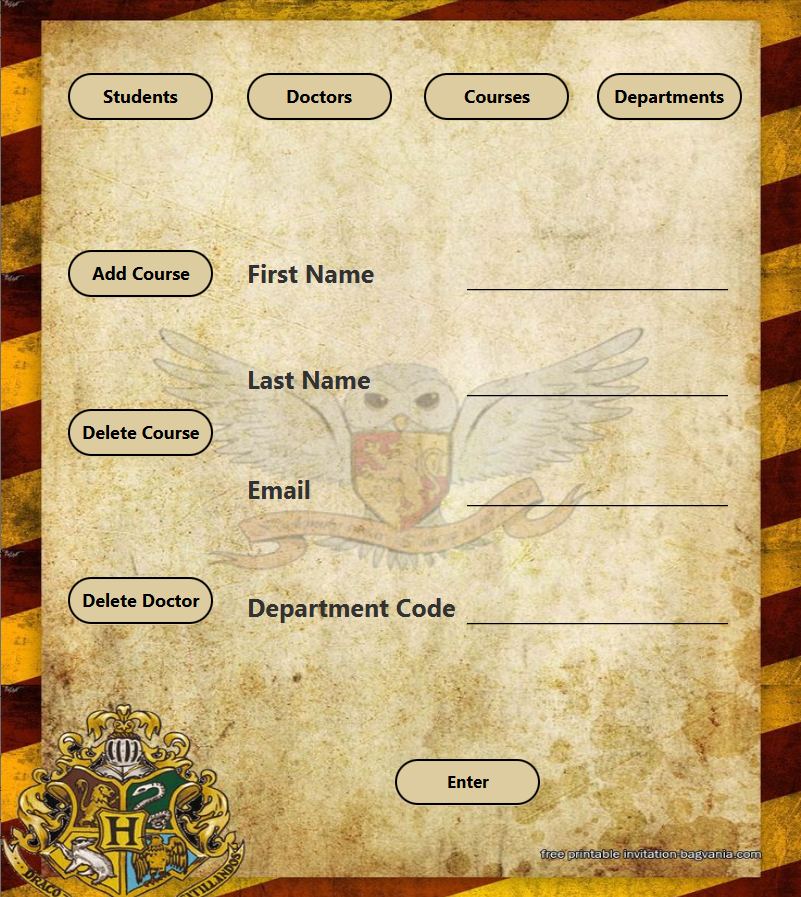 Students Doctors Courses Departments
Add Course First Name
Last Name
Delete Course
Email
Delete Doctor Department Code
Enter
H
free printable invitation-bagvania.com
DRACO
TITILLANDUS